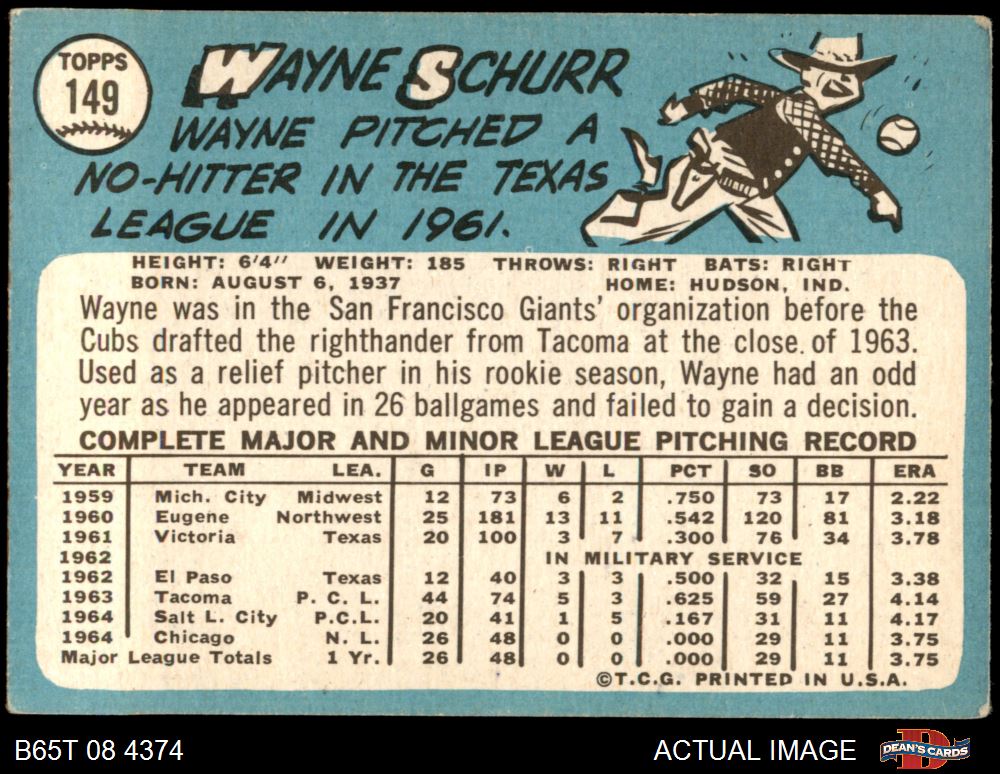 TOPPS
149
WAYNE SCHURR
WAYNE PITCHED A
NO-HITTER IN THE TEXAS
LEAGUE IN 1961.
HEIGHT: 6'4" WEIGHT: 185 THROWS: RIGHT BATS: RIGHT
BORN: AUGUST 6, 1937 HOME: HUDSON, IND.
Wayne was in the San Francisco Giants' organization before the
Cubs drafted the righthander from Tacoma at the close of 1963.
Used as a relief pitcher in his rookie season, Wayne had an odd
year as he appeared in 26 ballgames and failed to gain a decision.
COMPLETE MAJOR AND MINOR LEAGUE PITCHING RECORD
YEAR TEAM LEA. G IP W L PCT SO BB ERA
1959 Mich. City Midwest 12 73 6 2 .750 73 17 2.22
1960 Eugene Northwest 25 181 13 11 .542 120 81 3.18
1961 Victoria Texas 20 100 3 7 .300 76 34 3.78
1962 IN MILITARY SERVICE
1962 El Paso Texas 12 40 3 3 .500 32 15 3.38
1963 Tacoma P. C. L. 44 74 5 3 .625 59 27 4.14
1964 Salt L. City P.C.L. 20 41 1 5 .167 31 11 4.17
1964 Chicago N. L. 26 48 0 0 .000 29 11 3.75
Major League Totals 1 Yr. 26 48 0 0 .000 29 11 3.75
©T.C.G. PRINTED IN U.S.A.
B65T 08 4374 ACTUAL IMAGE DEAN'S CARDS